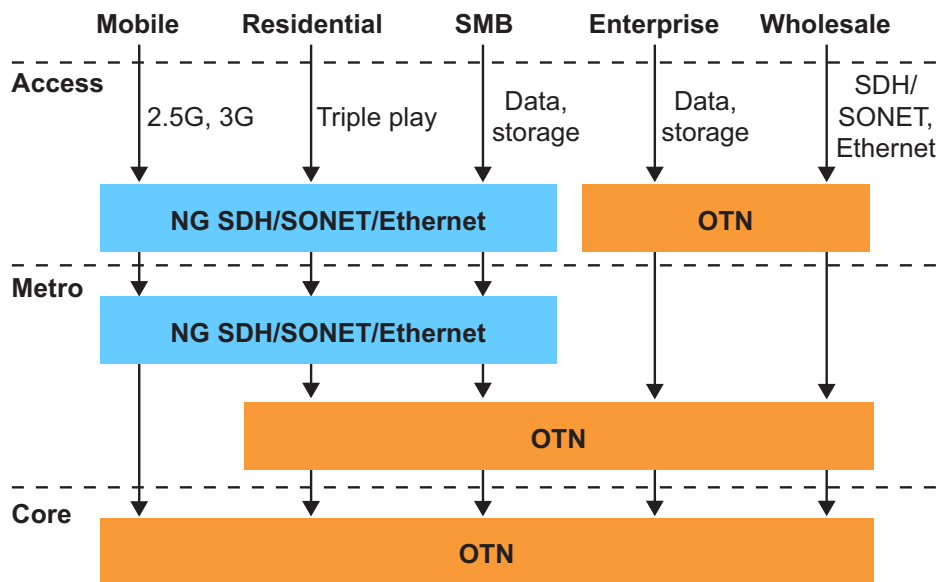 Mobile Residential SMB Enterprise Wholesale
Access
2.5G, 3G
Triple play
Data,
storage
Data,
storage
SDH/
SONET,
Ethernet
NG SDH/SONET/Ethernet
OTN
Metro
NG SDH/SONET/Ethernet
OTN
Core
OTN